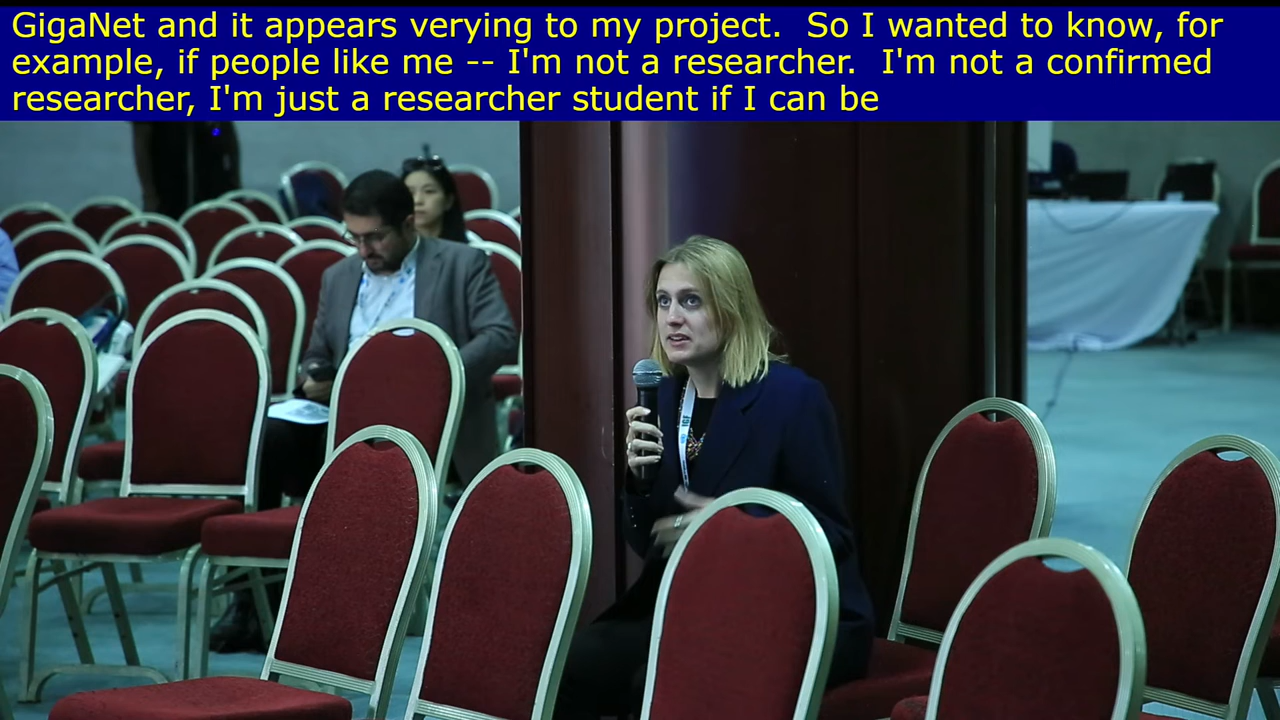 GigaNet and it appears verying to my project.  So I wanted to know, for
example, if people like me -- I'm not a researcher.  I'm not a confirmed
researcher, I'm just a researcher student if I can be
IGF